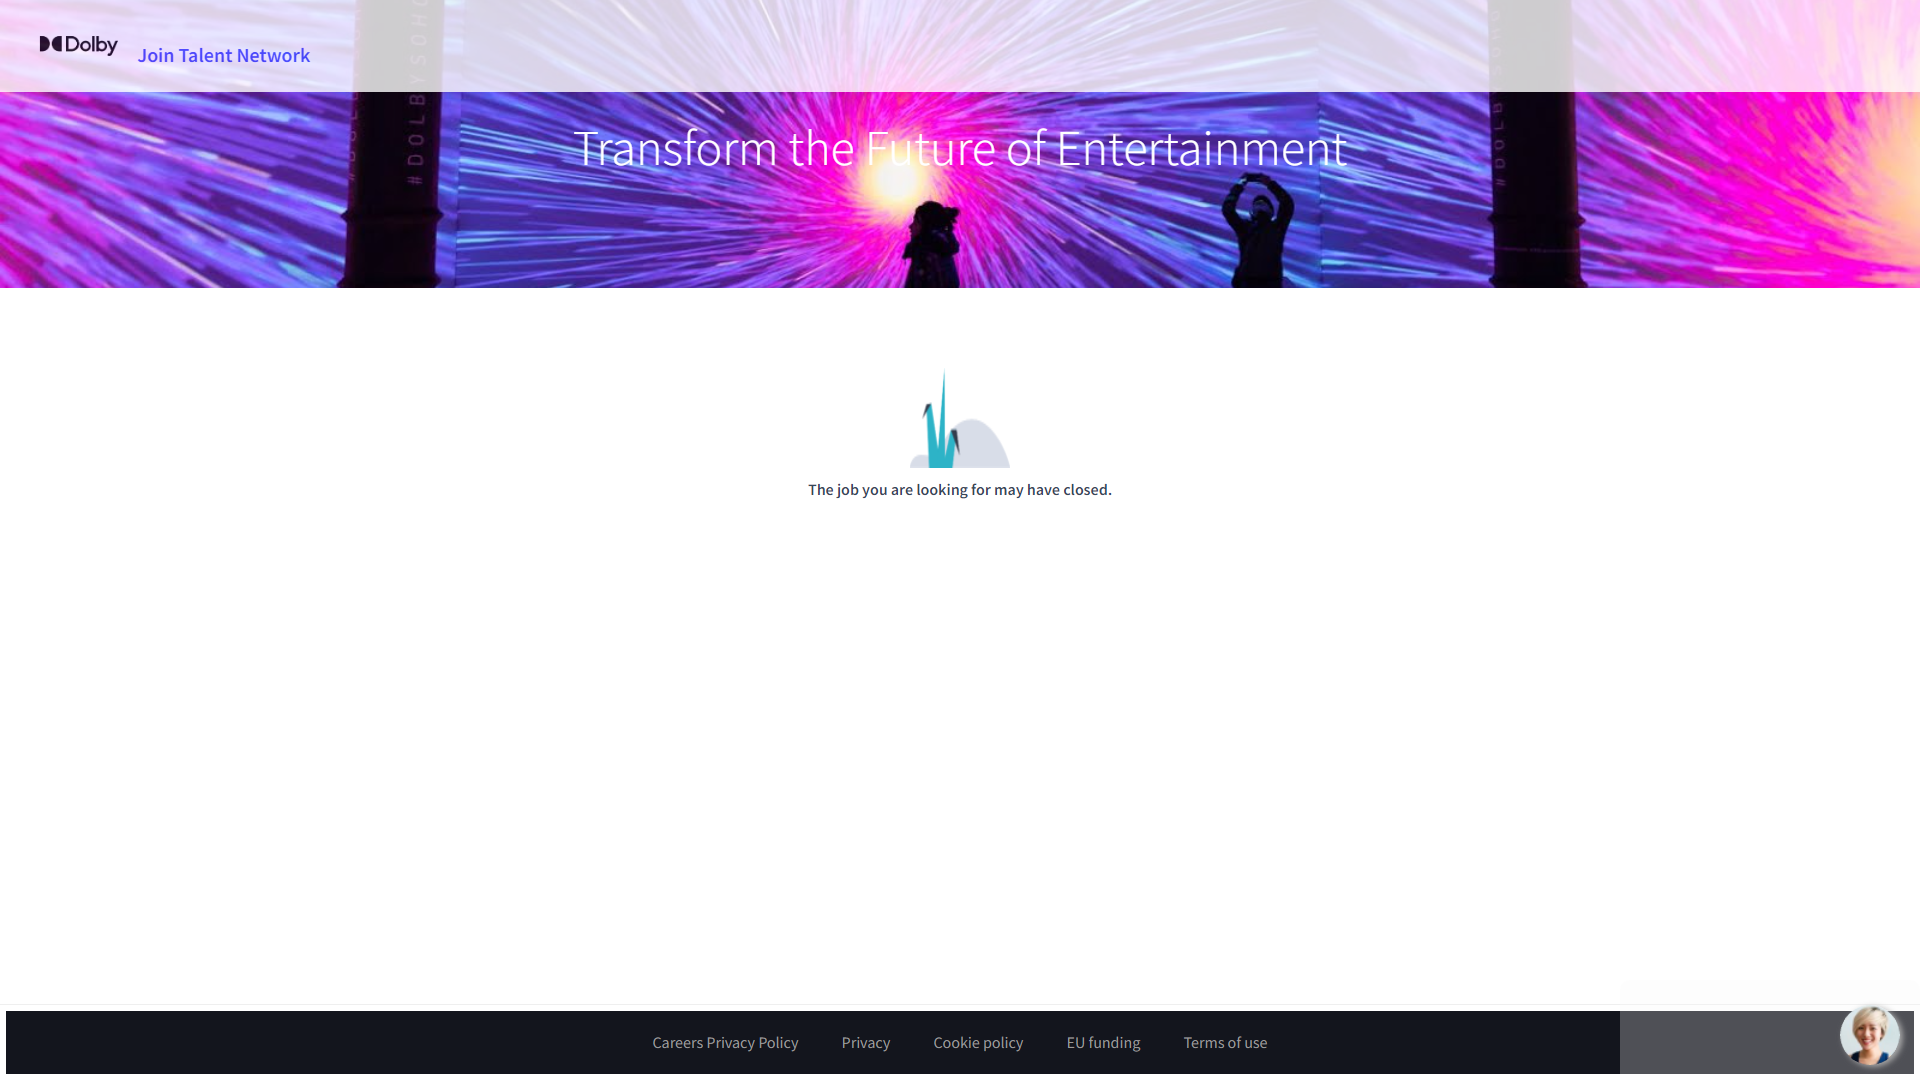 Dolby
Join Talent Network
#DOLBYSOHO
Transform the Future of Entertainment
The job you are looking for may have closed.
Careers Privacy Policy
Privacy
Cookie policy
EU funding
Terms of use